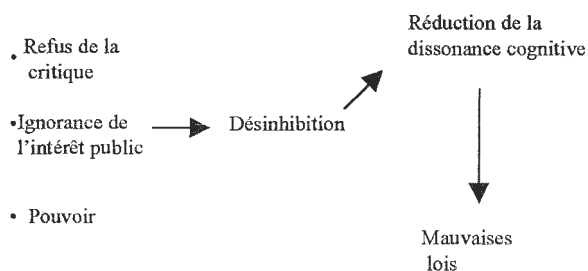 • Refus de la
critique
•Ignorance de
l'intérêt public
• Pouvoir
Désinhibition
Réduction de la
dissonance cognitive
Mauvaises
lois